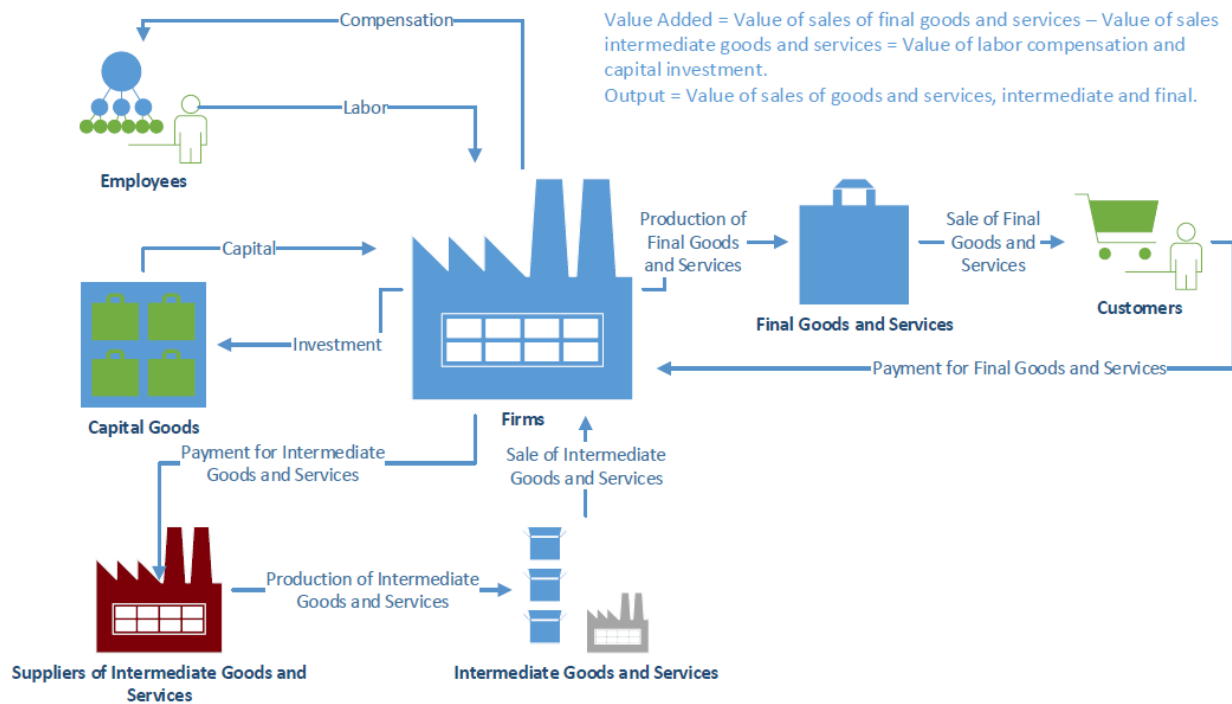 Compensation
Value Added = Value of sales of final goods and services – Value of sales
intermediate goods and services = Value of labor compensation and
capital investment.
Output = Value of sales of goods and services, intermediate and final.
Labor
Employees
Production of
Final Goods
and Services
Sale of Final
Goods and
Services
Capital
Final Goods and Services
Customers
Investment
Payment for Final Goods and Services
Capital Goods
Firms
Payment for Intermediate
Goods and Services
Sale of Intermediate
Goods and Services
Production of Intermediate
Goods and Services
Suppliers of Intermediate Goods and
Services
Intermediate Goods and Services